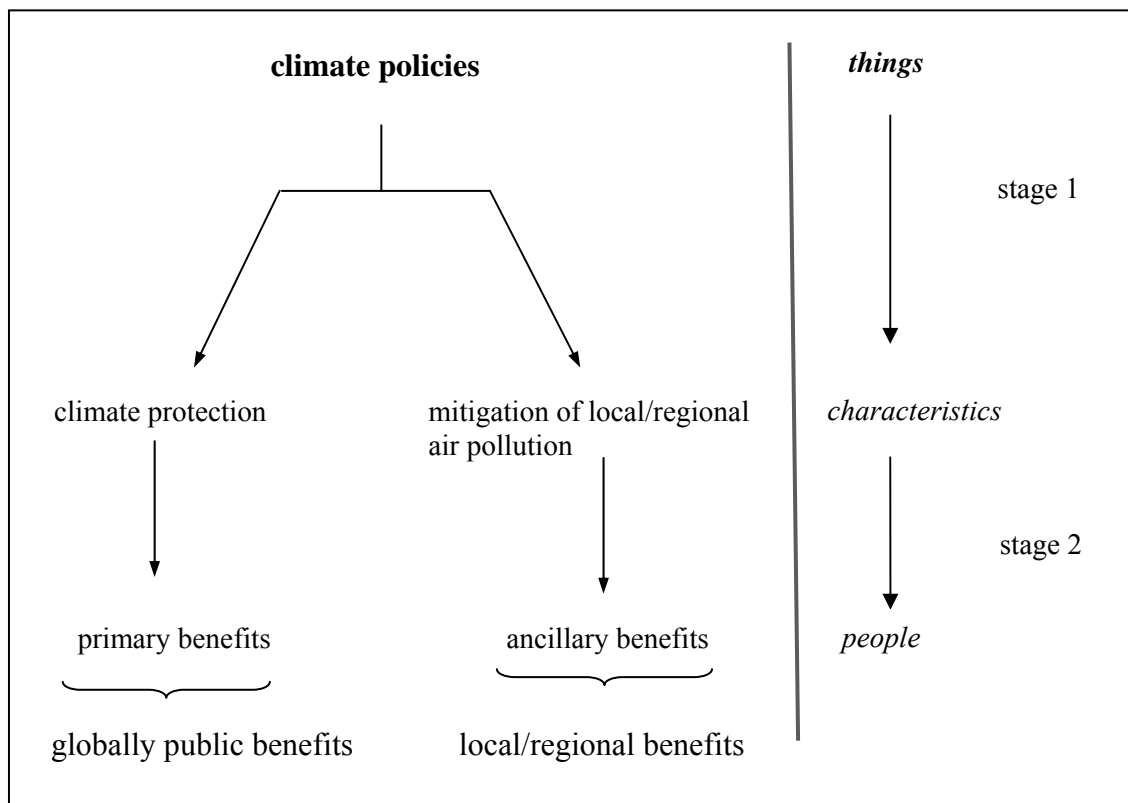 climate policies
things
stage 1
climate protection
mitigation of local/regional
air pollution
characteristics
stage 2
primary benefits
ancillary benefits
people
globally public benefits
local/regional benefits